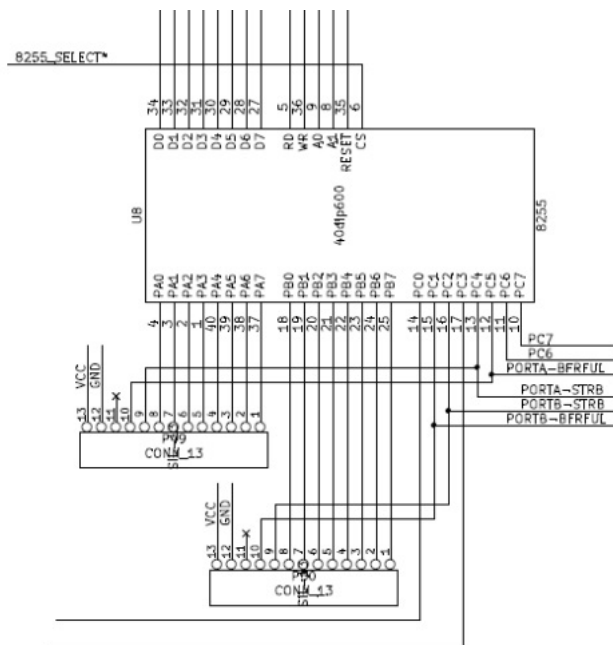 8255_SELECT*
34 33 32 31 30 29 28 27 5 36 9 8 35 6
D0 D1 D2 D3 D4 D5 D6 D7 RD WR A0 A1 RESET CS
U8 40dip600 8255
PA0 PA1 PA2 PA3 PA4 PA5 PA6 PA7 PB0 PB1 PB2 PB3 PB4 PB5 PB6 PB7 PC0 PC1 PC2 PC3 PC4 PC5 PC6 PC7
4 3 2 1 40 39 38 37 18 19 20 21 22 23 24 25 14 15 16 17 13 12 11 10
PC7
PC6
PORTA-BFRFUL
PORTA-STRB
PORTB-STRB
PORTB-BFRFUL
VCC GND
13 12 11 10 9 8 7 6 5 4 3 2 1
CONN_13
VCC GND
13 12 11 10 9 8 7 6 5 4 3 2 1
CONN_13